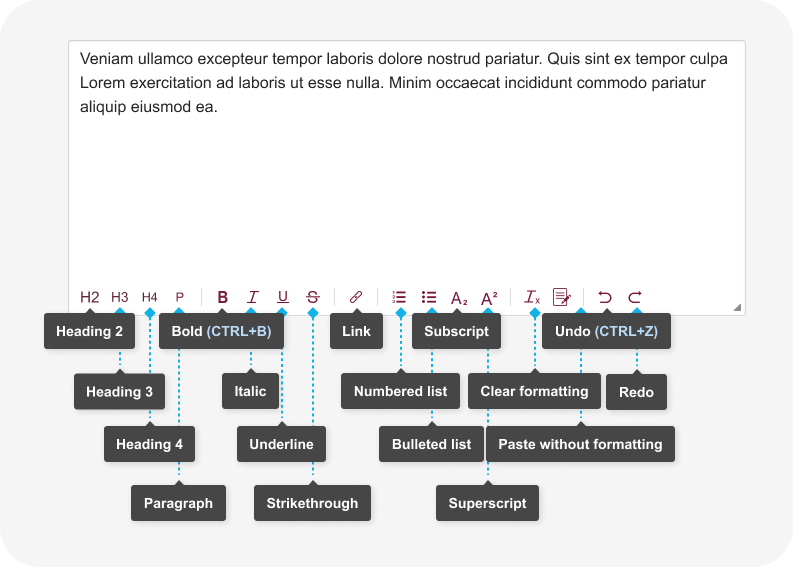 Veniam ullamco excepteur tempor laboris dolore nostrud pariatur. Quis sint ex tempor culpa
Lorem exercitation ad laboris ut esse nulla. Minim occaecat incididunt commodo pariatur
aliquip eiusmod ea.
H2 H3 H4 P B I U S A₂ A² Iₓ
Heading 2 Bold (CTRL+B) Link Subscript Undo (CTRL+Z)
Heading 3 Italic Numbered list Clear formatting Redo
Heading 4 Underline Bulleted list Paste without formatting
Paragraph Strikethrough Superscript